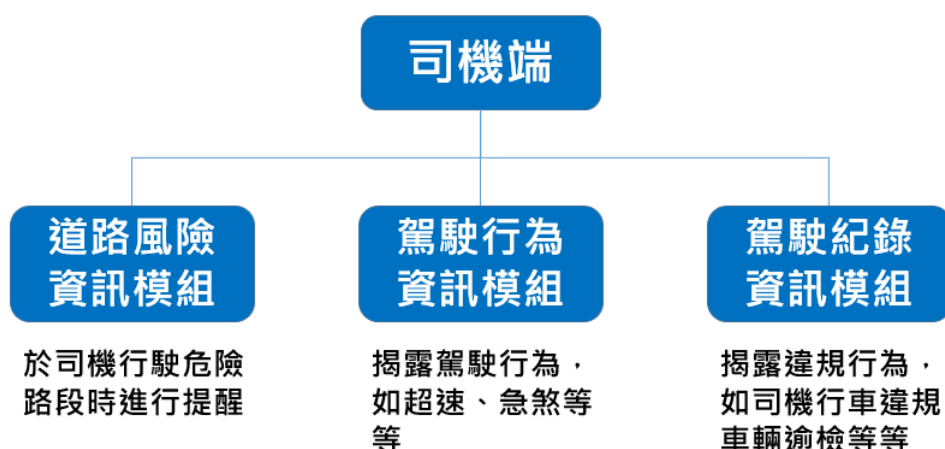 司機端
道路風險
資訊模組
駕駛行為
資訊模組
駕駛紀錄
資訊模組
於司機行駛危險
路段時進行提醒
揭露駕駛行為，
如超速、急煞等
等
揭露違規行為，
如司機行車違規
車輛逾檢等等